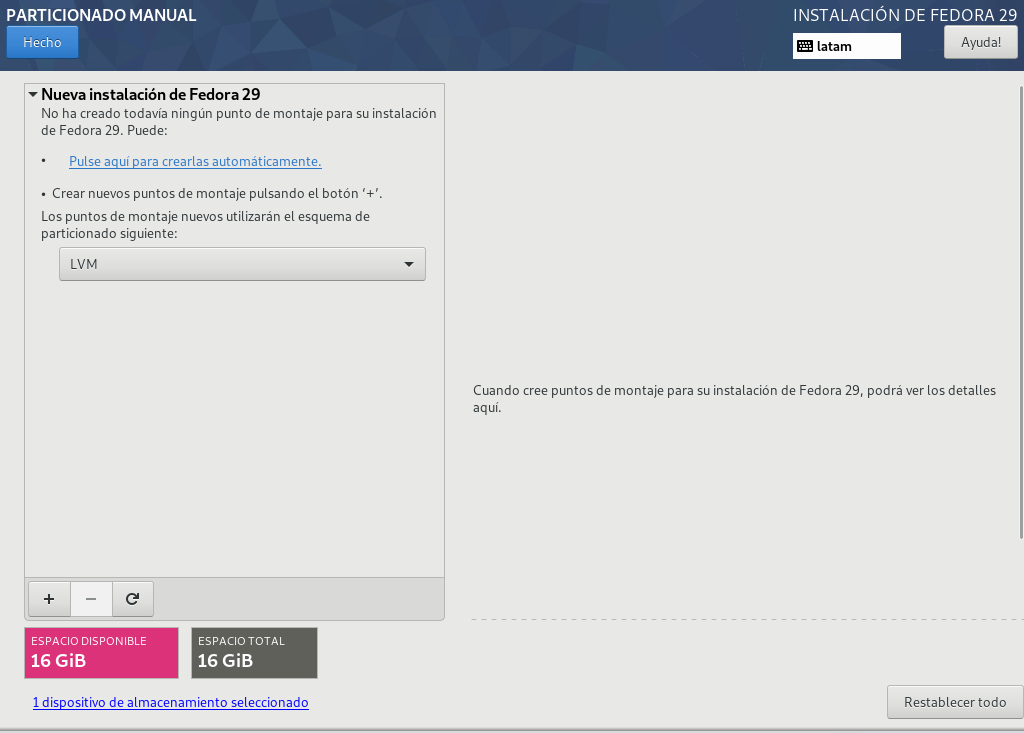 PARTICIONADO MANUAL
Hecho
INSTALACIÓN DE FEDORA 29
latam
Ayuda!
Nueva instalación de Fedora 29
No ha creado todavía ningún punto de montaje para su instalación
de Fedora 29. Puede:
• Pulse aquí para crearlas automáticamente.
• Crear nuevos puntos de montaje pulsando el botón ‘+’.
Los puntos de montaje nuevos utilizarán el esquema de
particionado siguiente:
LVM
Cuando cree puntos de montaje para su instalación de Fedora 29, podrá ver los detalles
aquí.
+ −
ESPACIO DISPONIBLE
16 GiB
ESPACIO TOTAL
16 GiB
1 dispositivo de almacenamiento seleccionado
Restablecer todo